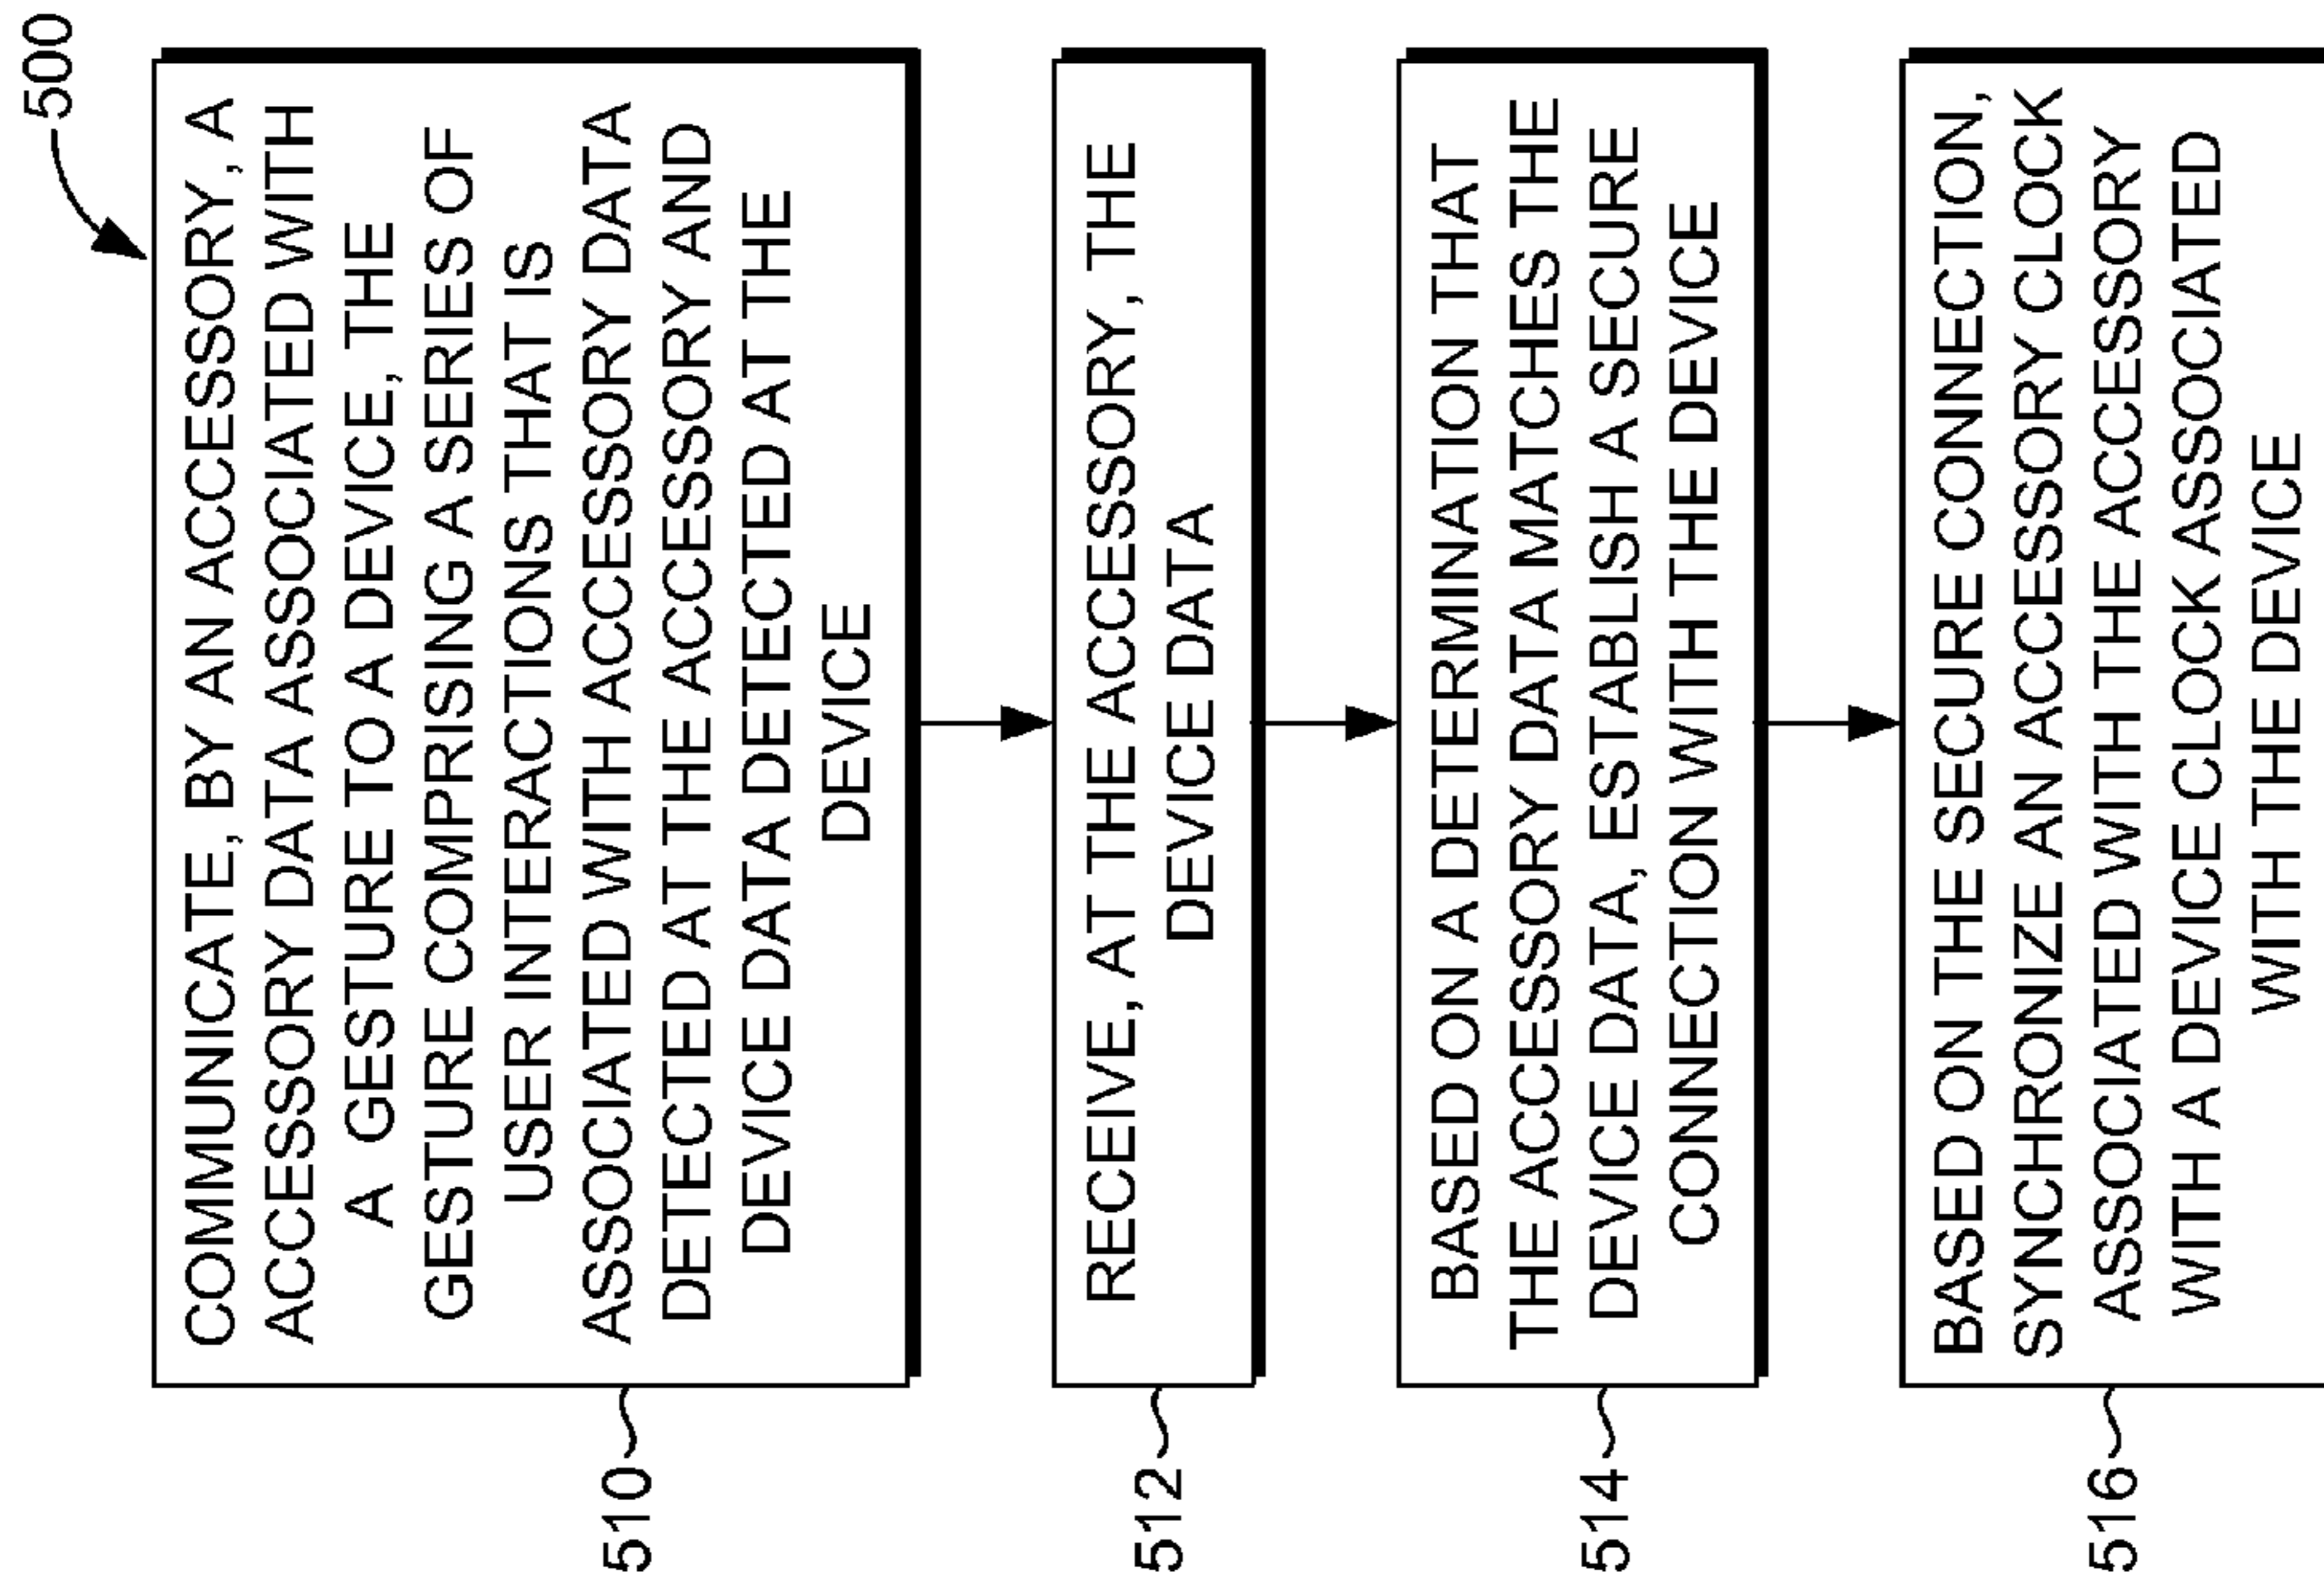 500
COMMUNICATE, BY AN ACCESSORY, A
ACCESSORY DATA ASSOCIATED WITH
A GESTURE TO A DEVICE, THE
GESTURE COMPRISING A SERIES OF
USER INTERACTIONS THAT IS
ASSOCIATED WITH ACCESSORY DATA
DETECTED AT THE ACCESSORY AND
DEVICE DATA DETECTED AT THE
DEVICE
510
RECEIVE, AT THE ACCESSORY, THE
DEVICE DATA
512
BASED ON A DETERMINATION THAT
THE ACCESSORY DATA MATCHES THE
DEVICE DATA, ESTABLISH A SECURE
CONNECTION WITH THE DEVICE
514
BASED ON THE SECURE CONNECTION,
SYNCHRONIZE AN ACCESSORY CLOCK
ASSOCIATED WITH THE ACCESSORY
WITH A DEVICE CLOCK ASSOCIATED
WITH THE DEVICE
516